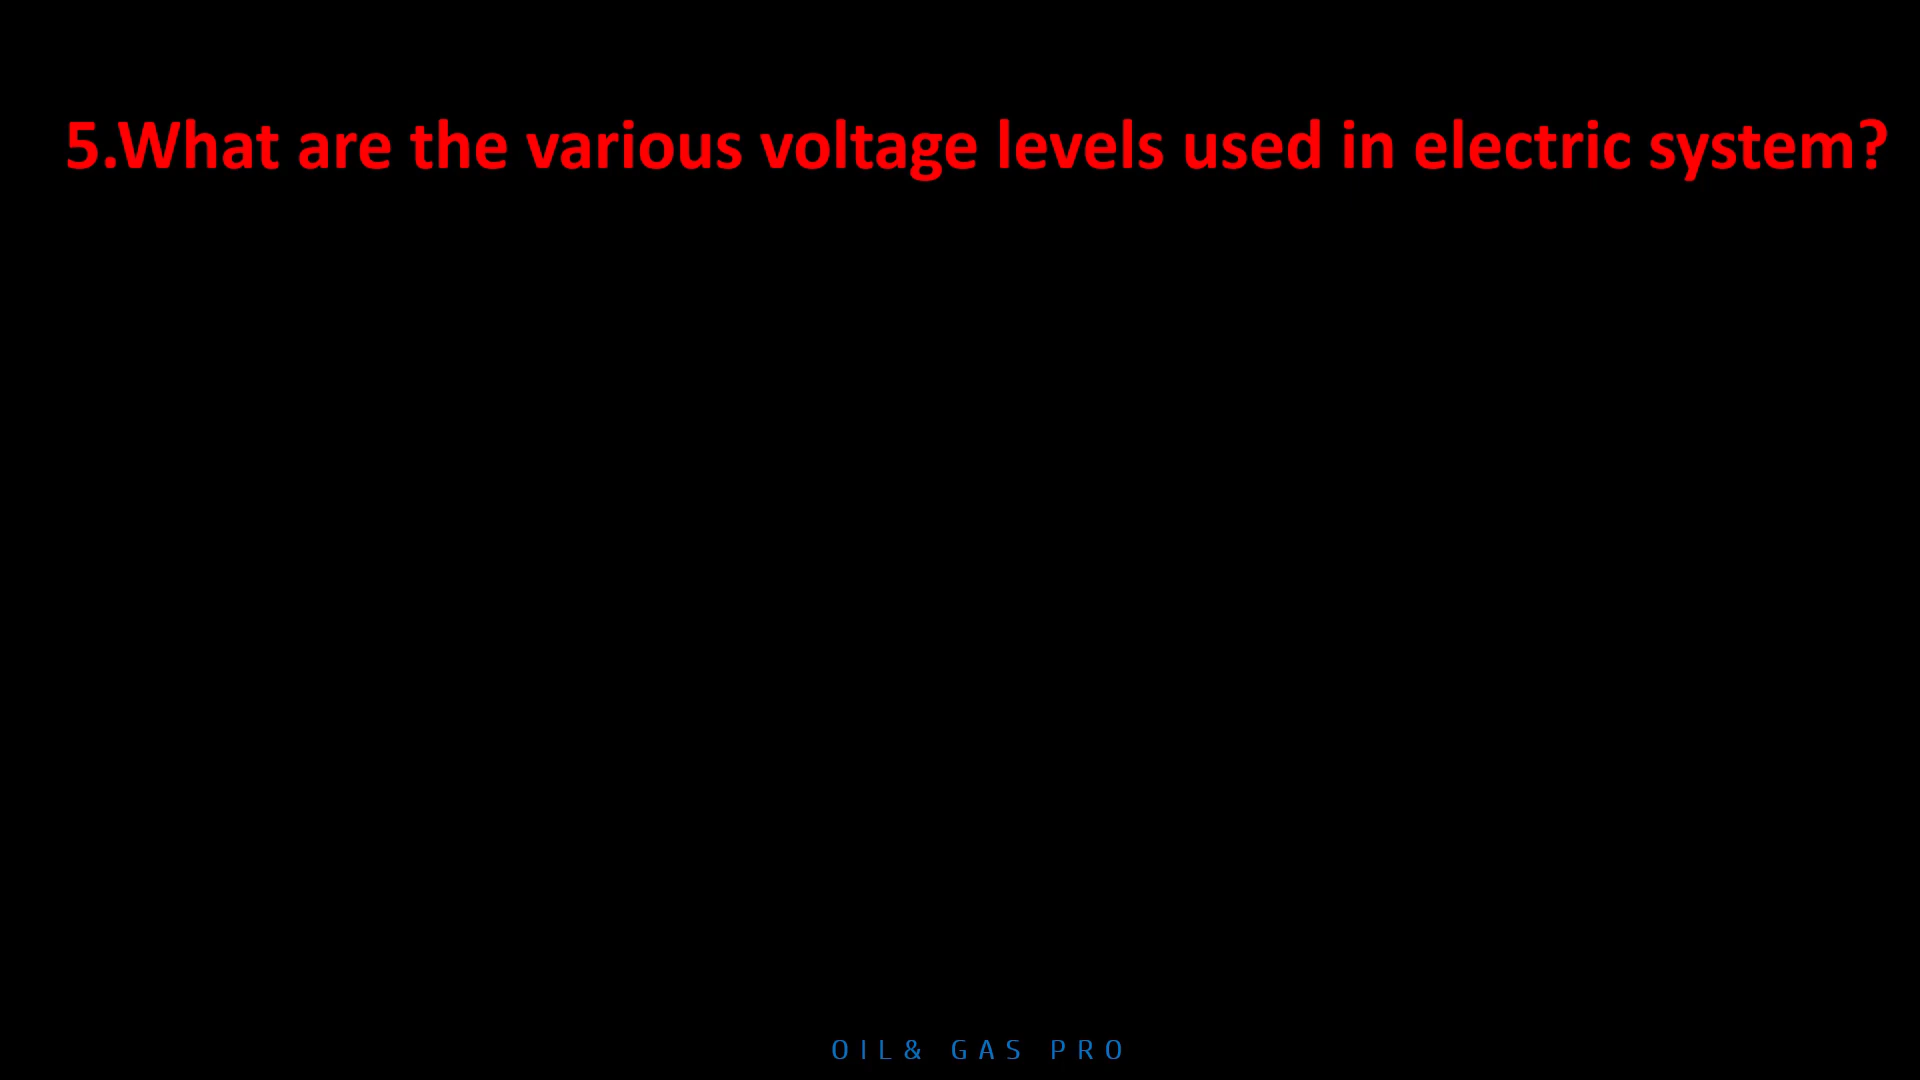 5.What are the various voltage levels used in electric system?
OIL& GAS PRO